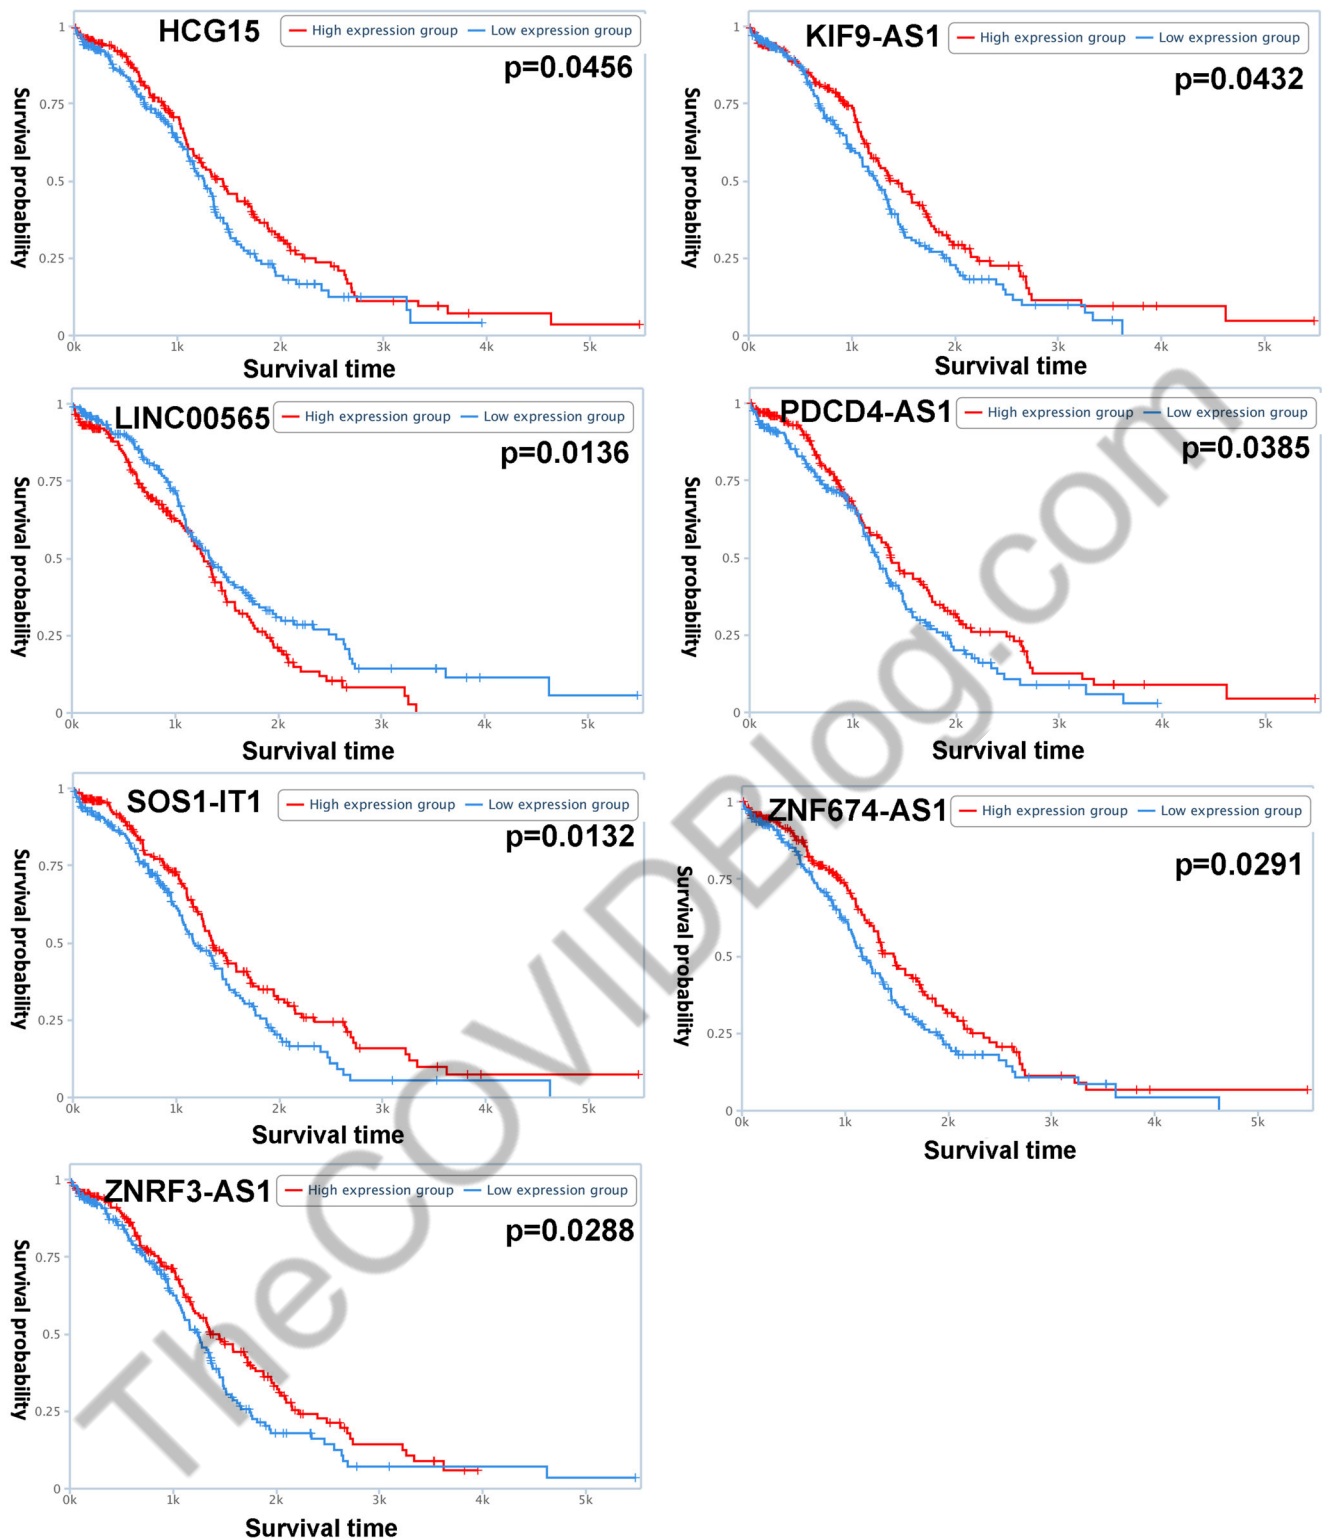 HCG15
High expression group
Low expression group
p=0.0456
Survival probability
1
0.75
0.5
0.25
0
0k
1k
2k
3k
4k
5k
Survival time
KIF9-AS1
High expression group
Low expression group
p=0.0432
Survival probability
1
0.75
0.5
0.25
0
0k
1k
2k
3k
4k
5k
Survival time
LINC00565
High expression group
Low expression group
p=0.0136
Survival probability
1
0.75
0.5
0.25
0
0k
1k
2k
3k
4k
5k
Survival time
PDCD4-AS1
High expression group
Low expression group
p=0.0385
Survival probability
1
0.75
0.5
0.25
0
0k
1k
2k
3k
4k
5k
Survival time
SOS1-IT1
High expression group
Low expression group
p=0.0132
Survival probability
1
0.75
0.5
0.25
0
0k
1k
2k
3k
4k
5k
Survival time
ZNF674-AS1
High expression group
Low expression group
p=0.0291
Survival probability
1
0.75
0.5
0.25
0
0k
1k
2k
3k
4k
5k
Survival time
ZNRF3-AS1
High expression group
Low expression group
p=0.0288
Survival probability
1
0.75
0.5
0.25
0
0k
1k
2k
3k
4k
5k
Survival time
TheCOVIDBlog.com